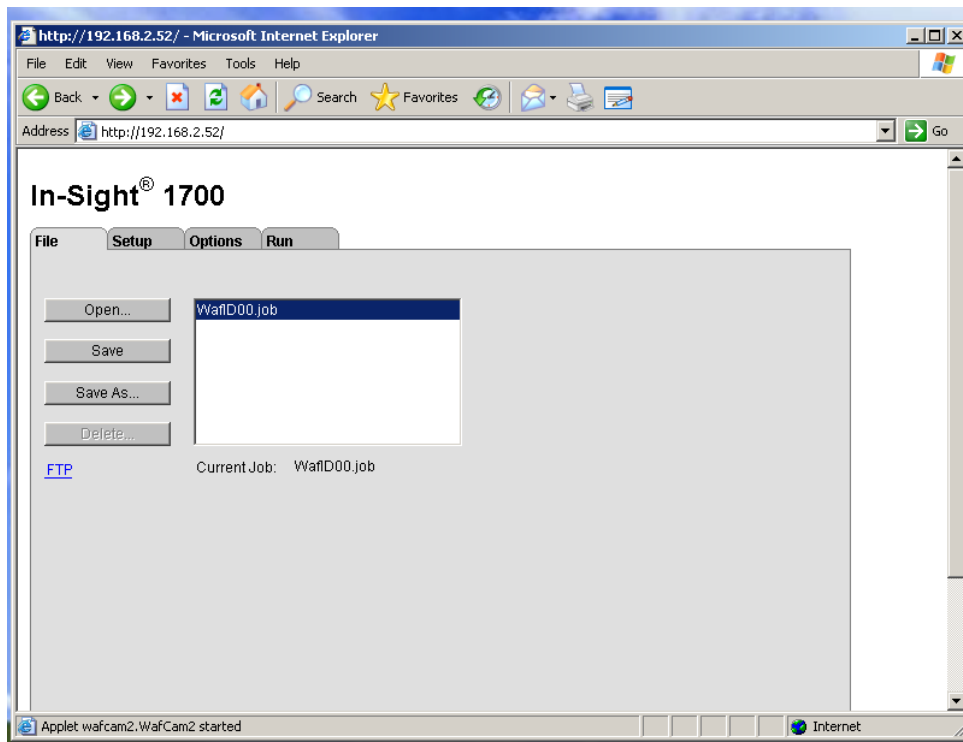 http://192.168.2.52/ - Microsoft Internet Explorer
File Edit View Favorites Tools Help
Back Search Favorites
Address http://192.168.2.52/ Go
In-Sight® 1700
File Setup Options Run
Open... WaflD00.job
Save
Save As...
Delete...
FTP Current Job: WaflD00.job
Applet wafcam2.WafCam2 started Internet